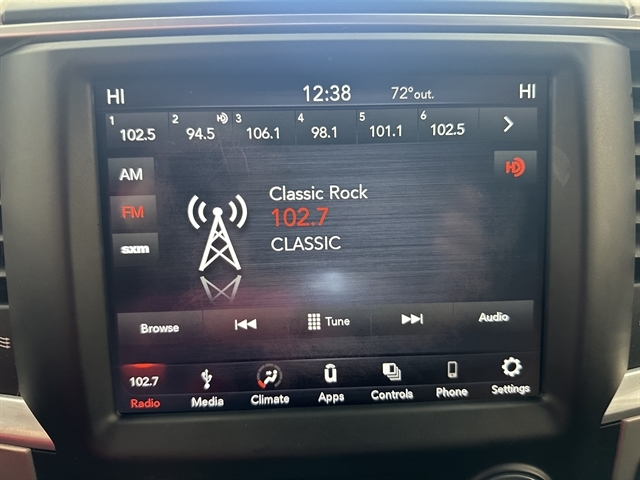 HI 12:38 72°out. HI
1 102.5 2 94.5 HD 3 106.1 4 98.1 5 101.1 6 102.5
AM
HD
FM
sxm
Classic Rock
102.7
CLASSIC
Browse Tune Audio
102.7
Radio Media Climate Apps Controls Phone Settings